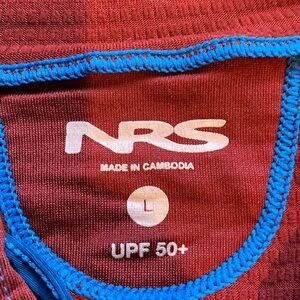 NRS
MADE IN CAMBODIA
L
UPF 50+